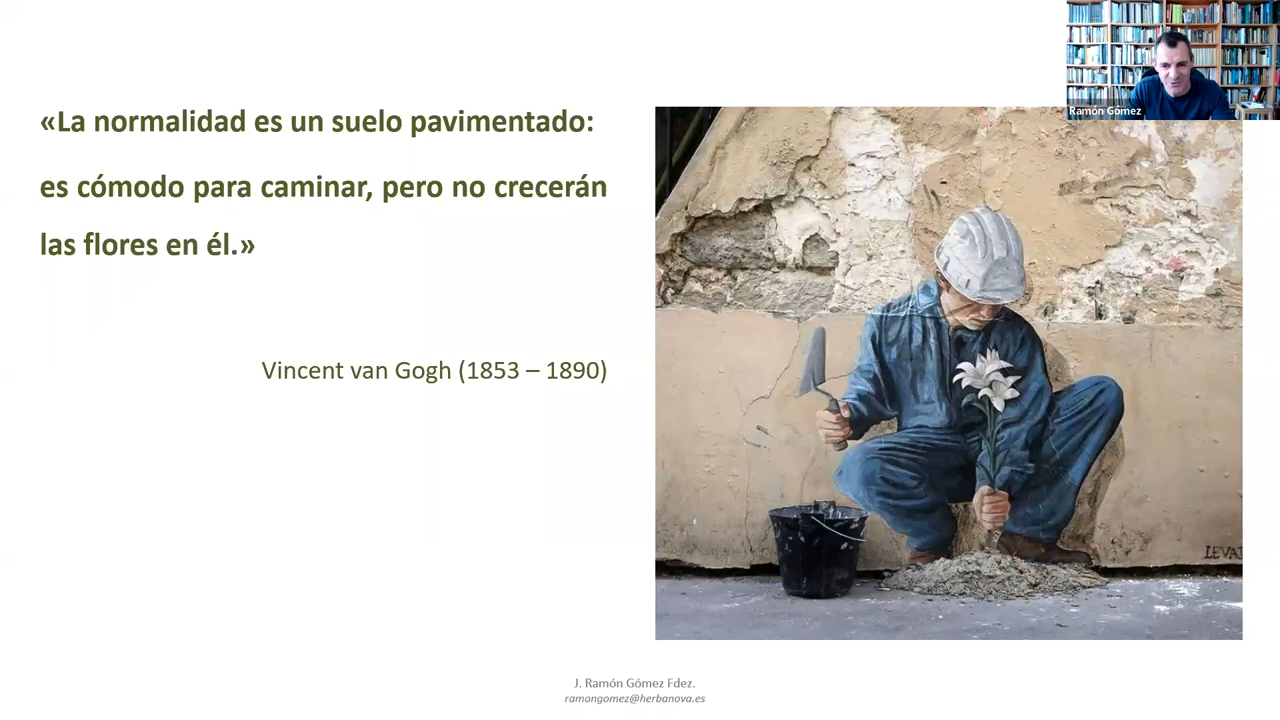 Ramón Gómez
«La normalidad es un suelo pavimentado:
es cómodo para caminar, pero no crecerán
las flores en él.»
Vincent van Gogh (1853 – 1890)
LEVAT
J. Ramón Gómez Fdez.
ramongomez@herbanova.es